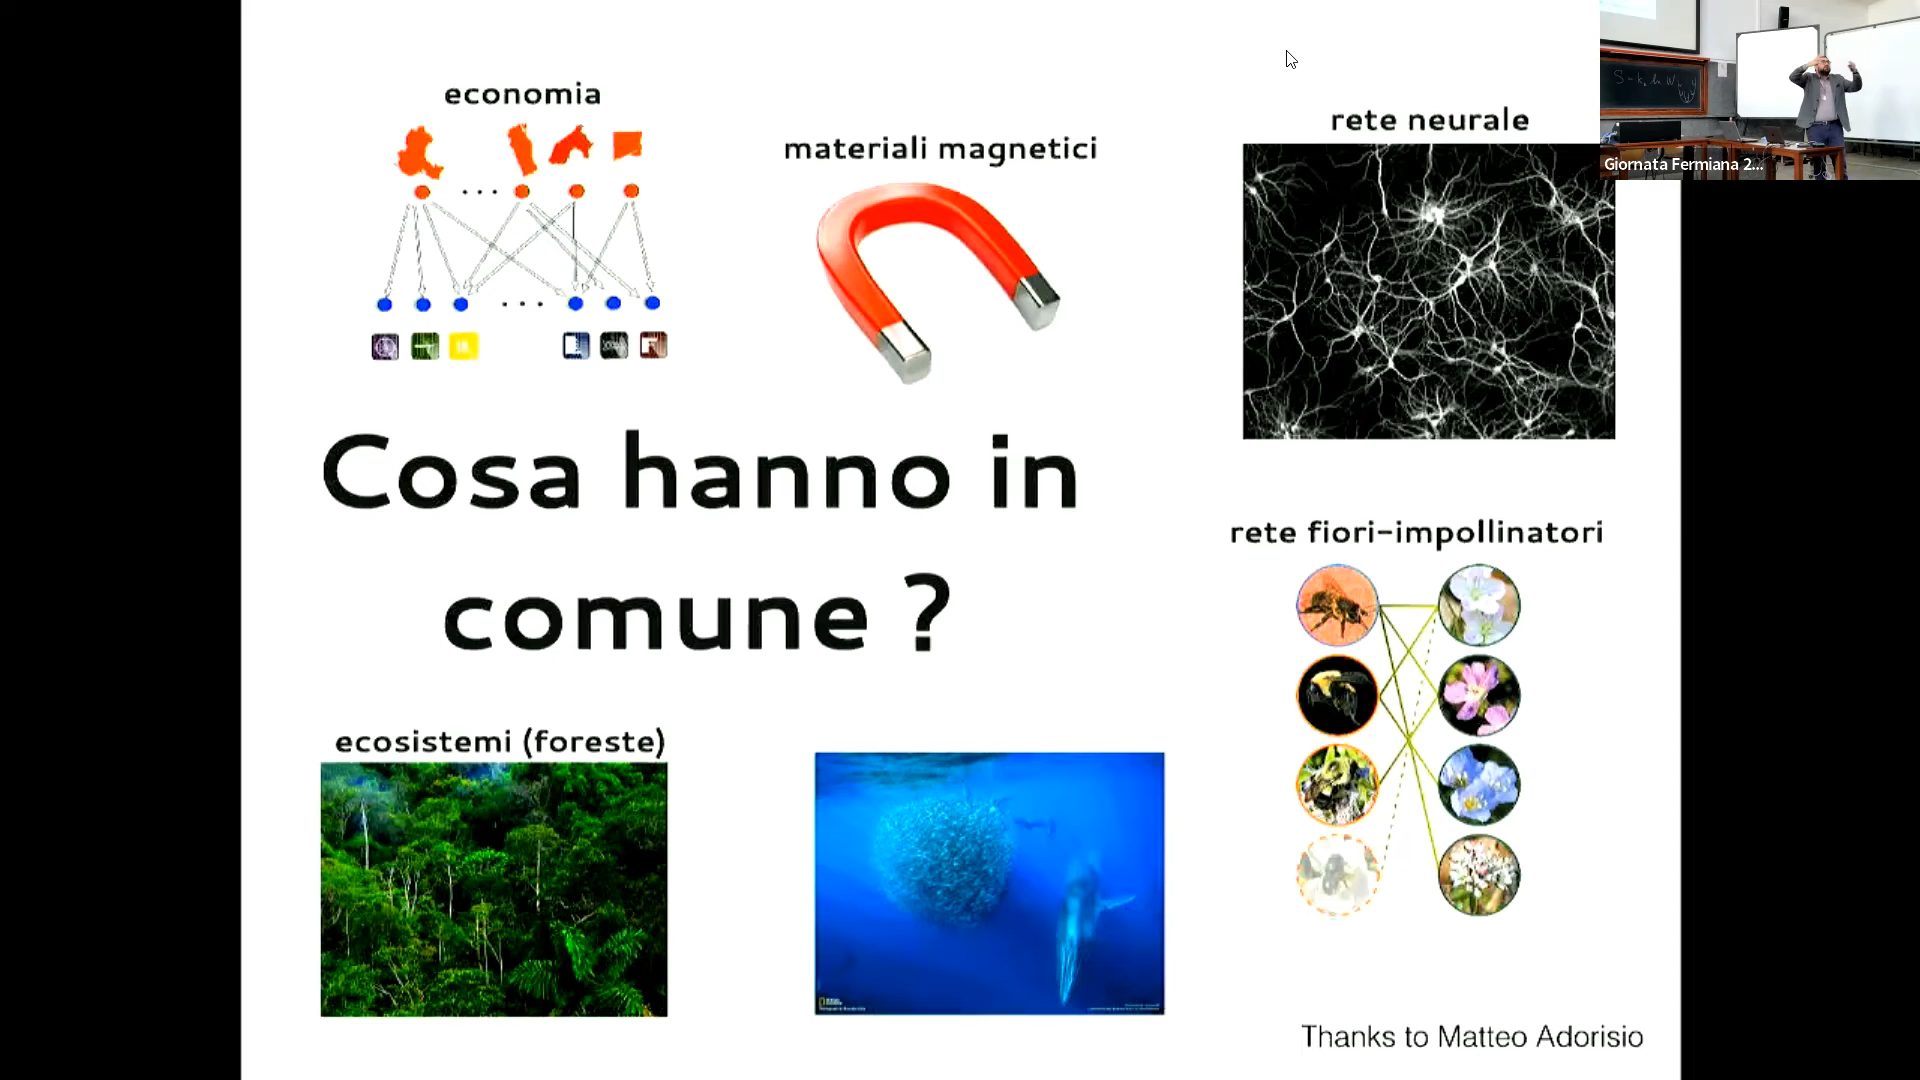 economia
materiali magnetici
rete neurale
Giornata Fermiana 2...
Cosa hanno in
comune ?
rete fiori-impollinatori
ecosistemi (foreste)
Thanks to Matteo Adorisio